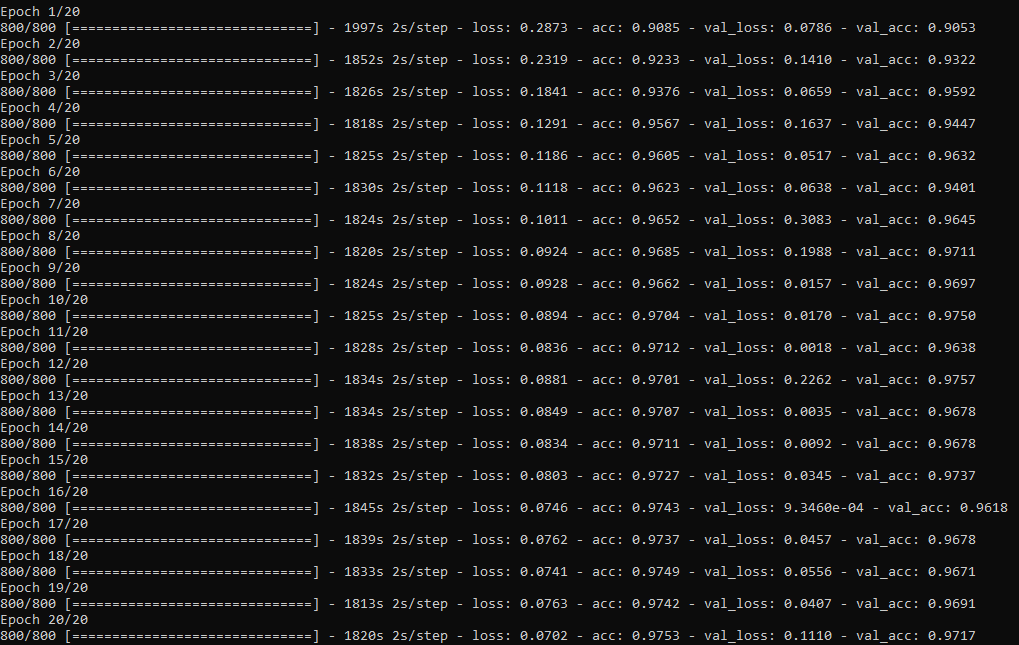 Epoch 1/20
800/800 [==============================] - 1997s 2s/step - loss: 0.2873 - acc: 0.9085 - val_loss: 0.0786 - val_acc: 0.9053
Epoch 2/20
800/800 [==============================] - 1852s 2s/step - loss: 0.2319 - acc: 0.9233 - val_loss: 0.1410 - val_acc: 0.9322
Epoch 3/20
800/800 [==============================] - 1826s 2s/step - loss: 0.1841 - acc: 0.9376 - val_loss: 0.0659 - val_acc: 0.9592
Epoch 4/20
800/800 [==============================] - 1818s 2s/step - loss: 0.1291 - acc: 0.9567 - val_loss: 0.1637 - val_acc: 0.9447
Epoch 5/20
800/800 [==============================] - 1825s 2s/step - loss: 0.1186 - acc: 0.9605 - val_loss: 0.0517 - val_acc: 0.9632
Epoch 6/20
800/800 [==============================] - 1830s 2s/step - loss: 0.1118 - acc: 0.9623 - val_loss: 0.0638 - val_acc: 0.9401
Epoch 7/20
800/800 [==============================] - 1824s 2s/step - loss: 0.1011 - acc: 0.9652 - val_loss: 0.3083 - val_acc: 0.9645
Epoch 8/20
800/800 [==============================] - 1820s 2s/step - loss: 0.0924 - acc: 0.9685 - val_loss: 0.1988 - val_acc: 0.9711
Epoch 9/20
800/800 [==============================] - 1824s 2s/step - loss: 0.0928 - acc: 0.9662 - val_loss: 0.0157 - val_acc: 0.9697
Epoch 10/20
800/800 [==============================] - 1825s 2s/step - loss: 0.0894 - acc: 0.9704 - val_loss: 0.0170 - val_acc: 0.9750
Epoch 11/20
800/800 [==============================] - 1828s 2s/step - loss: 0.0836 - acc: 0.9712 - val_loss: 0.0018 - val_acc: 0.9638
Epoch 12/20
800/800 [==============================] - 1834s 2s/step - loss: 0.0881 - acc: 0.9701 - val_loss: 0.2262 - val_acc: 0.9757
Epoch 13/20
800/800 [==============================] - 1834s 2s/step - loss: 0.0849 - acc: 0.9707 - val_loss: 0.0035 - val_acc: 0.9678
Epoch 14/20
800/800 [==============================] - 1838s 2s/step - loss: 0.0834 - acc: 0.9711 - val_loss: 0.0092 - val_acc: 0.9678
Epoch 15/20
800/800 [==============================] - 1832s 2s/step - loss: 0.0803 - acc: 0.9727 - val_loss: 0.0345 - val_acc: 0.9737
Epoch 16/20
800/800 [==============================] - 1845s 2s/step - loss: 0.0746 - acc: 0.9743 - val_loss: 9.3460e-04 - val_acc: 0.9618
Epoch 17/20
800/800 [==============================] - 1839s 2s/step - loss: 0.0762 - acc: 0.9737 - val_loss: 0.0457 - val_acc: 0.9678
Epoch 18/20
800/800 [==============================] - 1833s 2s/step - loss: 0.0741 - acc: 0.9749 - val_loss: 0.0556 - val_acc: 0.9671
Epoch 19/20
800/800 [==============================] - 1813s 2s/step - loss: 0.0763 - acc: 0.9742 - val_loss: 0.0407 - val_acc: 0.9691
Epoch 20/20
800/800 [==============================] - 1820s 2s/step - loss: 0.0702 - acc: 0.9753 - val_loss: 0.1110 - val_acc: 0.9717